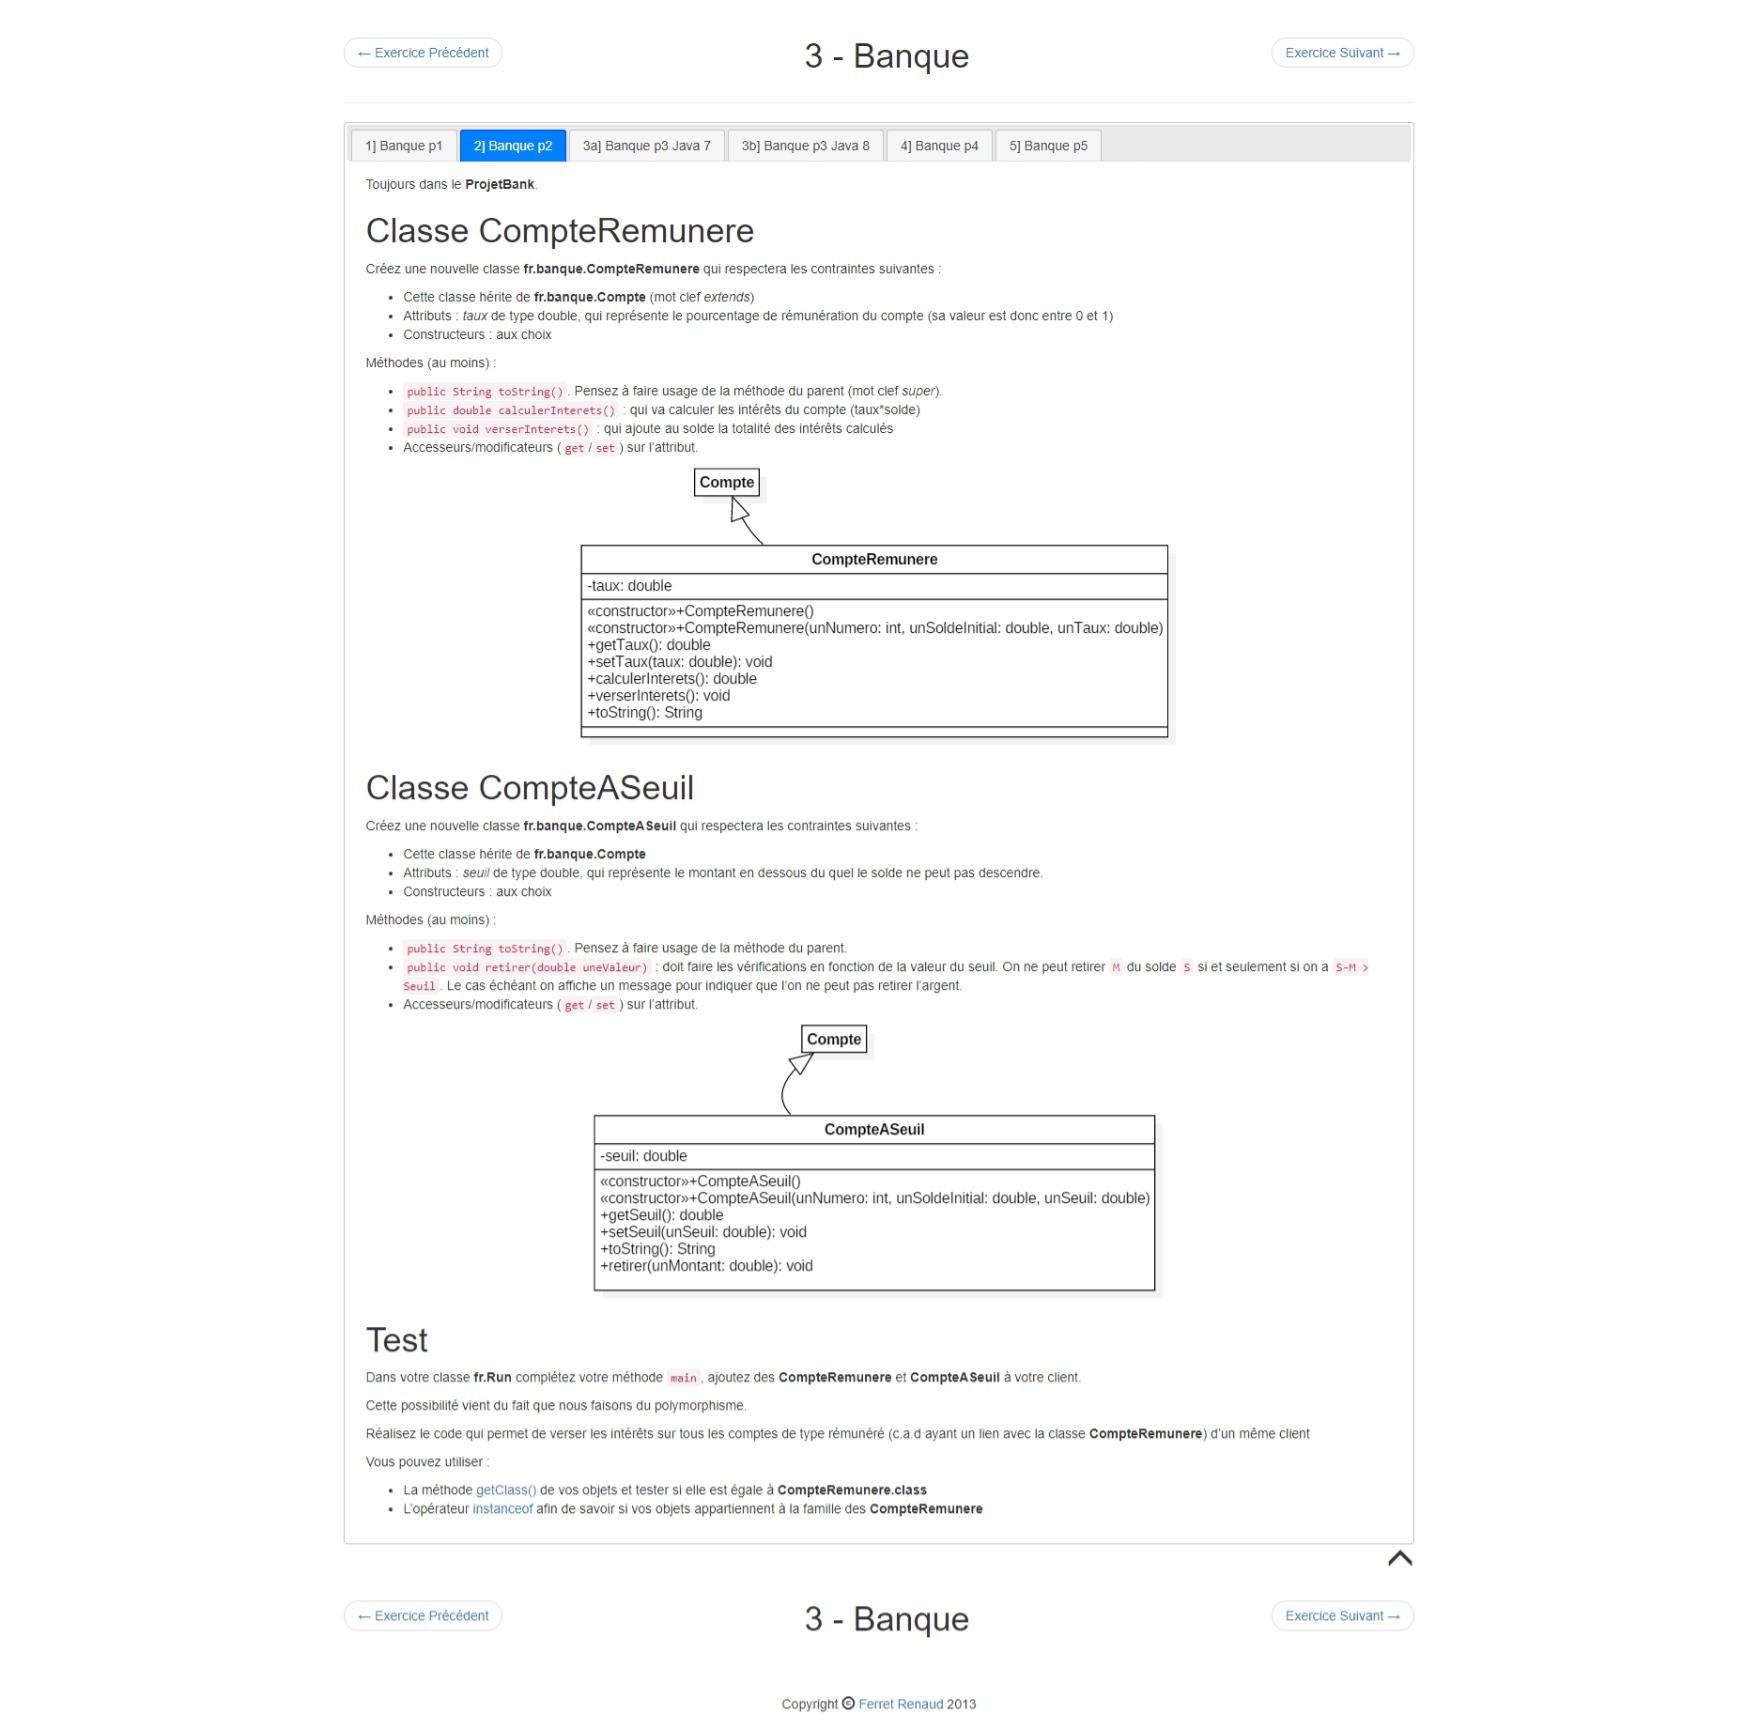 ← Exercice Précédent
3 - Banque
Exercice Suivant →
1] Banque p1
2] Banque p2
3a] Banque p3 Java 7
3b] Banque p3 Java 8
4] Banque p4
5] Banque p5
Toujours dans le ProjetBank.
Classe CompteRemunere
Créez une nouvelle classe fr.banque.CompteRemunere qui respectera les contraintes suivantes :
• Cette classe hérite de fr.banque.Compte (mot clef extends)
• Attributs : taux de type double, qui représente le pourcentage de rémunération du compte (sa valeur est donc entre 0 et 1)
• Constructeurs : aux choix
Méthodes (au moins) :
• public String toString() . Pensez à faire usage de la méthode du parent (mot clef super).
• public double calculerInterets() : qui va calculer les intérêts du compte (taux*solde)
• public void verserInterets() : qui ajoute au solde la totalité des intérêts calculés
• Accesseurs/modificateurs ( get / set ) sur l'attribut.
Compte
CompteRemunere
-taux: double
«constructor»+CompteRemunere()
«constructor»+CompteRemunere(unNumero: int, unSoldeInitial: double, unTaux: double)
+getTaux(): double
+setTaux(taux: double): void
+calculerInterets(): double
+verserInterets(): void
+toString(): String
Classe CompteASeuil
Créez une nouvelle classe fr.banque.CompteASeuil qui respectera les contraintes suivantes :
• Cette classe hérite de fr.banque.Compte
• Attributs : seuil de type double, qui représente le montant en dessous du quel le solde ne peut pas descendre.
• Constructeurs : aux choix
Méthodes (au moins) :
• public String toString() . Pensez à faire usage de la méthode du parent.
• public void retirer(double uneValeur) : doit faire les vérifications en fonction de la valeur du seuil. On ne peut retirer M du solde S si et seulement si on a S-M >
Seuil . Le cas échéant on affiche un message pour indiquer que l'on ne peut pas retirer l'argent.
• Accesseurs/modificateurs ( get / set ) sur l'attribut.
Compte
CompteASeuil
-seuil: double
«constructor»+CompteASeuil()
«constructor»+CompteASeuil(unNumero: int, unSoldeInitial: double, unSeuil: double)
+getSeuil(): double
+setSeuil(unSeuil: double): void
+toString(): String
+retirer(unMontant: double): void
Test
Dans votre classe fr.Run complétez votre méthode main , ajoutez des CompteRemunere et CompteASeuil à votre client.
Cette possibilité vient du fait que nous faisons du polymorphisme.
Réalisez le code qui permet de verser les intérêts sur tous les comptes de type rémunéré (c.a.d ayant un lien avec la classe CompteRemunere) d'un même client
Vous pouvez utiliser :
• La méthode getClass() de vos objets et tester si elle est égale à CompteRemunere.class
• L'opérateur instanceof afin de savoir si vos objets appartiennent à la famille des CompteRemunere
← Exercice Précédent
3 - Banque
Exercice Suivant →
Copyright © Ferret Renaud 2013